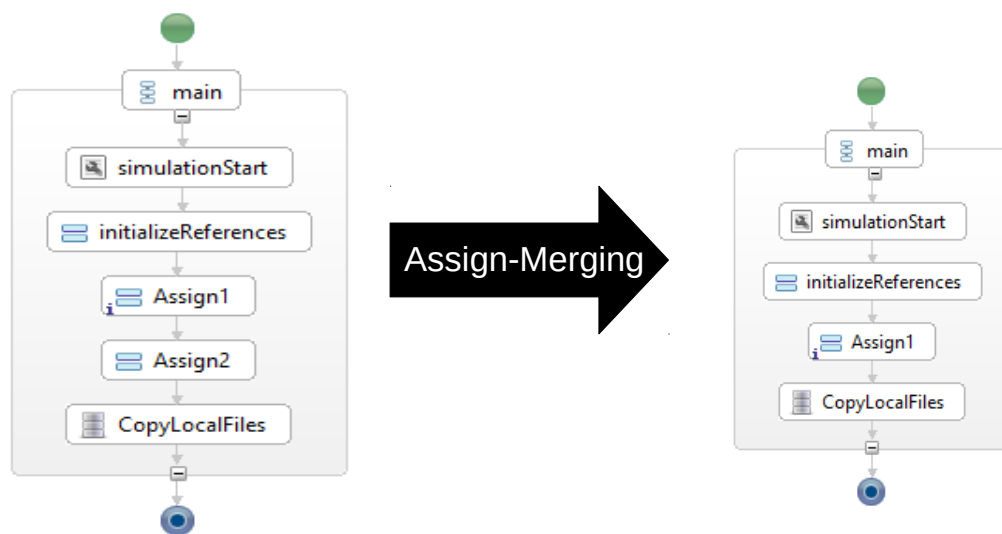 main
simulationStart
initializeReferences
i
Assign1
Assign2
CopyLocalFiles
Assign-Merging
main
simulationStart
initializeReferences
i
Assign1
CopyLocalFiles